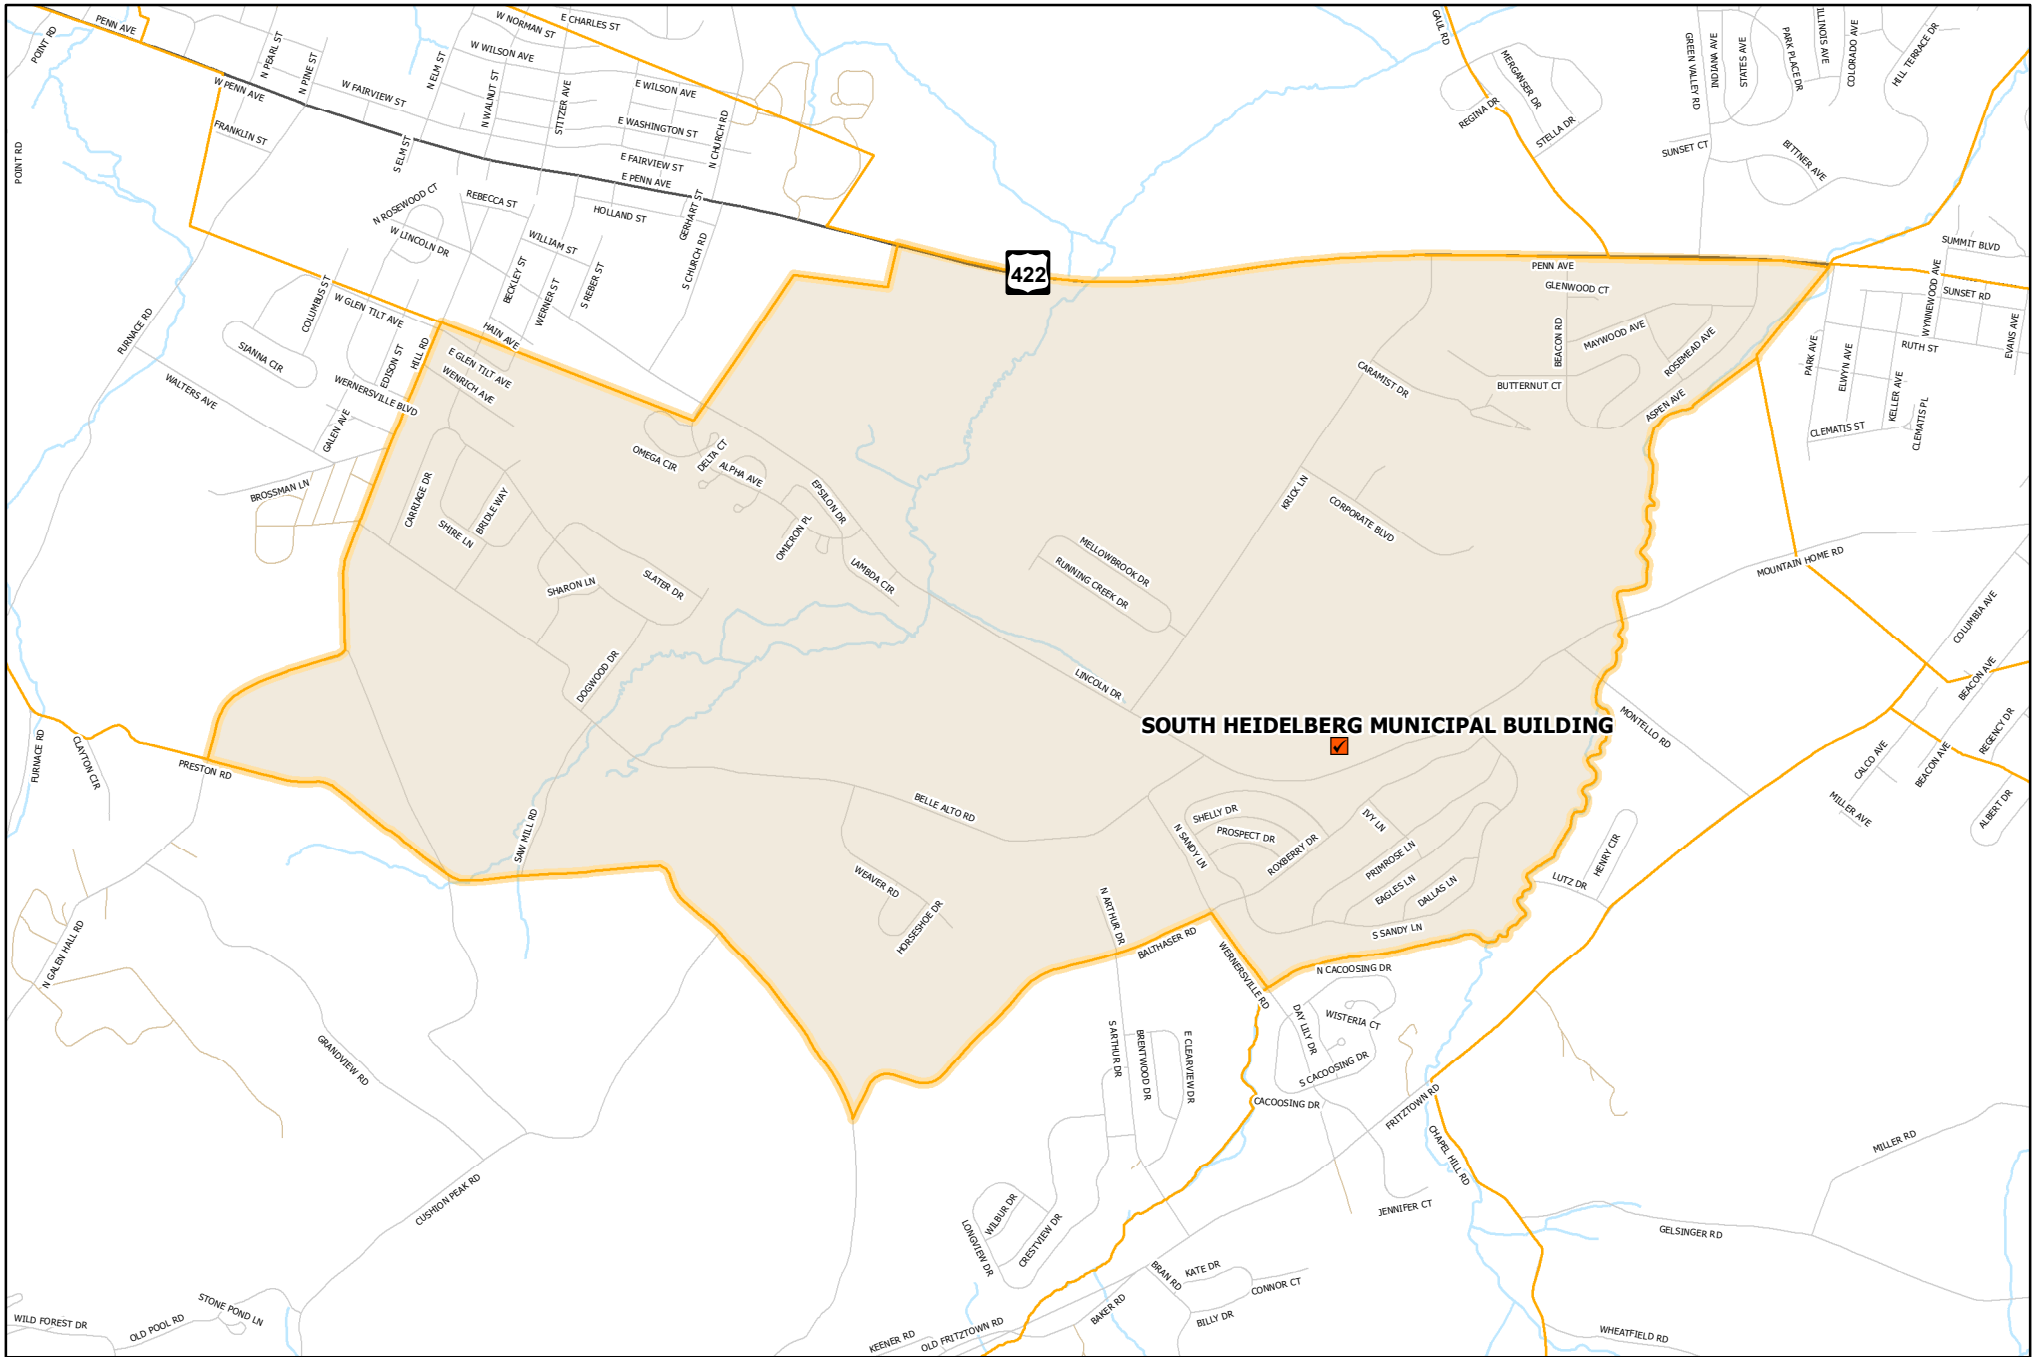 PENN AVE
POINT RD
N PEARL ST
N PINE ST
W PENN AVE
W FAIRVIEW ST
FRANKLIN ST
POINT RD
N ELM ST
S ELM ST
N WALNUT ST
W NORMAN ST
E CHARLES ST
W WILSON AVE
STITZER AVE
E WILSON AVE
E WASHINGTON ST
E FAIRVIEW ST
E PENN AVE
N CHURCH RD
N ROSEWOOD CT
REBECCA ST
HOLLAND ST
GERHART ST
W LINCOLN DR
WILLIAM ST
BECKLEY ST
WERNER ST
S REBER ST
S CHURCH RD
COLUMBUS ST
W GLEN TILT AVE
HAIN AVE
FURNACE RD
SIANNA CIR
EDISON ST
HILL RD
E GLEN TILT AVE
WENRICH AVE
WERNERSVILLE BLVD
WALTERS AVE
GALEN AVE
BROSSMAN LN
CARRIAGE DR
SHIRE LN
BRIDLE WAY
OMEGA CIR
DELTA CT
ALPHA AVE
EPSILON DR
OMICRON PL
LAMBDA CIR
SHARON LN
SLATER DR
DOGWOOD DR
422
GAUL RD
MERGANSER DR
REGINA DR
STELLA DR
GREEN VALLEY RD
INDIANA AVE
STATES AVE
PARK PLACE DR
ILLINOIS AVE
COLORADO AVE
HILL TERRACE DR
SUNSET CT
BITTNER AVE
PENN AVE
GLENWOOD CT
BEACON RD
MAYWOOD AVE
ROSEMEAD AVE
CARAMIST DR
BUTTERNUT CT
ASPEN AVE
SUMMIT BLVD
WYNNEWOOD AVE
SUNSET RD
EVANS AVE
RUTH ST
PARK AVE
ELWYN AVE
KELLER AVE
CLEMATIS PL
CLEMATIS ST
KRICK LN
CORPORATE BLVD
MELLOWBROOK DR
RUNNING CREEK DR
MOUNTAIN HOME RD
COLUMBIA AVE
BEACON AVE
LINCOLN DR
SOUTH HEIDELBERG MUNICIPAL BUILDING
MONTELLO RD
REGENCY DR
CALCO AVE
BEACON AVE
MILLER AVE
ALBERT DR
FURNACE RD
CLAYTON CIR
PRESTON RD
SAW MILL RD
BELLE ALTO RD
WEAVER RD
HORSESHOE DR
N SANDY LN
SHELLY DR
PROSPECT DR
ROXBERRY DR
IVY LN
PRIMROSE LN
EAGLES LN
DALLAS LN
S SANDY LN
HENRY CIR
LUTZ DR
N ARTHUR DR
BALTHASER RD
WERNERSVILLE RD
N CACOOSING DR
WISTERIA CT
DAY LILY DR
S CACOOSING DR
CACOOSING DR
N GALEN HALL RD
GRANDVIEW RD
CUSHION PEAK RD
S ARTHUR DR
BRENTWOOD DR
E CLEARVIEW DR
FRITZTOWN RD
CHAPEL HILL RD
MILLER RD
JENNIFER CT
GELSINGER RD
WILBUR DR
LONGVIEW DR
CRESTVIEW DR
BRAN RD
KATE DR
CONNOR CT
BILLY DR
BAKER RD
KEENER RD
OLD FRITZTOWN RD
WHEATFIELD RD
WILD FOREST DR
OLD POOL RD
STONE POND LN